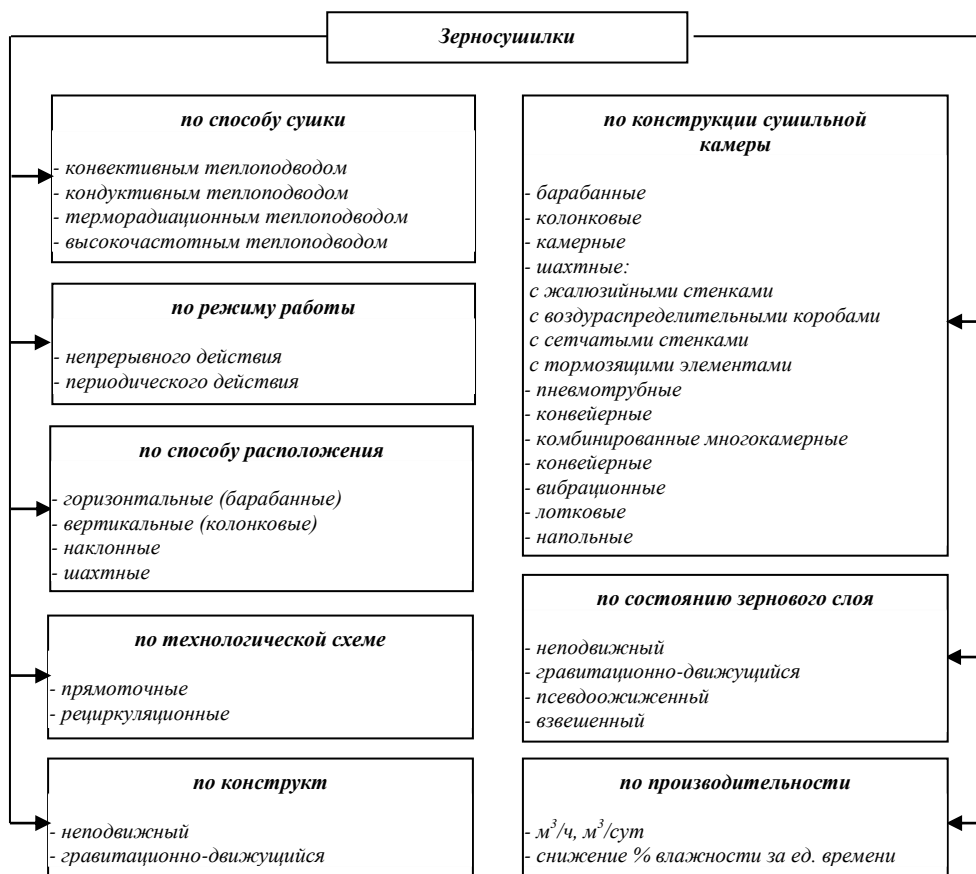 Зерносушилки
по способу сушки
- конвективным теплоподводом
- кондуктивным теплоподводом
- терморадиационным теплоподводом
- высокочастотным теплоподводом
по режиму работы
- непрерывного действия
- периодического действия
по способу расположения
- горизонтальные (барабанные)
- вертикальные (колонковые)
- наклонные
- шахтные
по технологической схеме
- прямоточные
- рециркуляционные
по конструкт
- неподвижный
- гравитационно-движущийся
по конструкции сушильной
камеры
- барабанные
- колонковые
- камерные
- шахтные:
с жалюзийными стенками
с воздураспределительными коробами
с сетчатыми стенками
с тормозящими элементами
- пневмотрубные
- конвейерные
- комбинированные многокамерные
- конвейерные
- вибрационные
- лотковые
- напольные
по состоянию зернового слоя
- неподвижный
- гравитационно-движущийся
- псевдоожиженньй
- взвешенный
по производительности
- м³/ч, м³/сут
- снижение % влажности за ед. времени